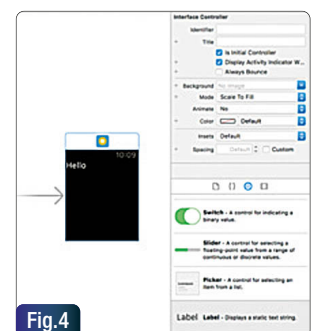 Interface Controller
Identifier
Title
Is Initial Controller
Display Activity Indicator W...
Always Bounce
Background No Image
Mode Scale To Fill
Animate No
Color Default
Insets Default
Spacing Default Custom
10:09
Hello
Switch - A control for indicating a
binary value.
Slider - A control for selecting a
floating-point value from a range of
continuous or discrete values.
Picker - A control for selecting an
item from a list.
Label Label - Displays a static text string.
Fig.4